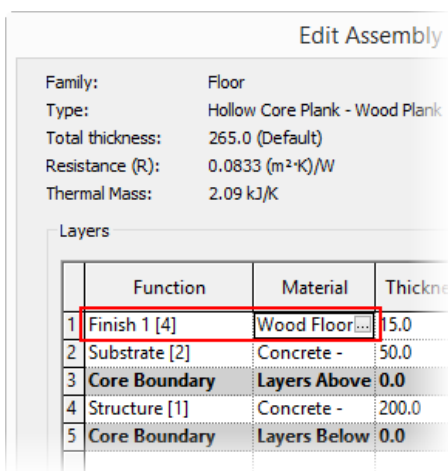 Edit Assembly
Family: Floor
Type: Hollow Core Plank - Wood Plank
Total thickness: 265.0 (Default)
Resistance (R): 0.0833 (m²·K)/W
Thermal Mass: 2.09 kJ/K
Layers
Function Material Thickne
1 Finish 1 [4] Wood Floor... 15.0
2 Substrate [2] Concrete - 50.0
3 Core Boundary Layers Above 0.0
4 Structure [1] Concrete - 200.0
5 Core Boundary Layers Below 0.0